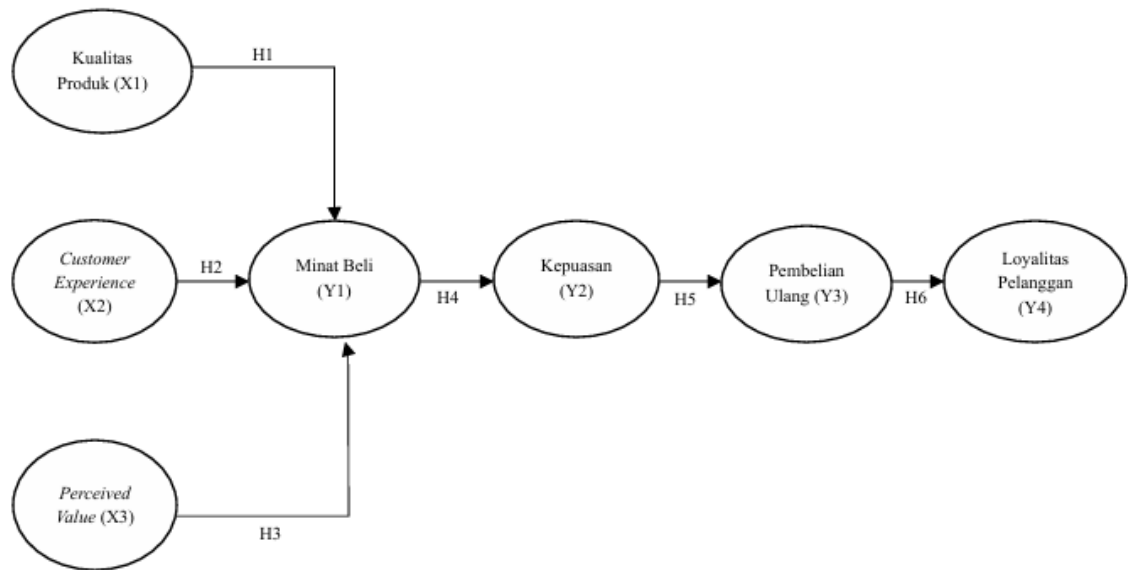 Kualitas
Produk (X1)
H1
Customer
Experience
(X2)
H2
Minat Beli
(Y1)
H4
Kepuasan
(Y2)
H5
Pembelian
Ulang (Y3)
H6
Loyalitas
Pelanggan
(Y4)
Perceived
Value (X3)
H3